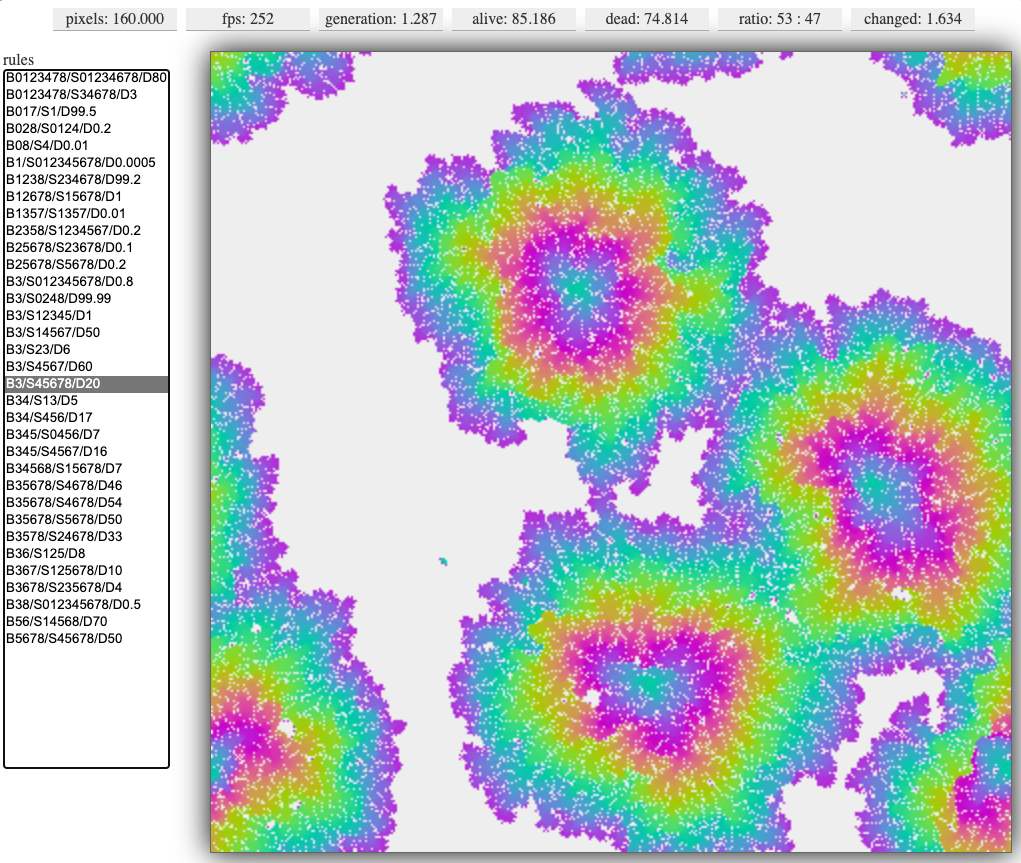 pixels: 160.000 fps: 252 generation: 1.287 alive: 85.186 dead: 74.814 ratio: 53 : 47 changed: 1.634
rules
B0123478/S01234678/D80
B0123478/S34678/D3
B017/S1/D99.5
B028/S0124/D0.2
B08/S4/D0.01
B1/S012345678/D0.0005
B1238/S234678/D99.2
B12678/S15678/D1
B1357/S1357/D0.01
B2358/S1234567/D0.2
B25678/S23678/D0.1
B25678/S5678/D0.2
B3/S012345678/D0.8
B3/S0248/D99.99
B3/S12345/D1
B3/S14567/D50
B3/S23/D6
B3/S4567/D60
B3/S45678/D20
B34/S13/D5
B34/S456/D17
B345/S0456/D7
B345/S4567/D16
B34568/S15678/D7
B35678/S4678/D46
B35678/S4678/D54
B35678/S5678/D50
B3578/S24678/D33
B36/S125/D8
B367/S125678/D10
B3678/S235678/D4
B38/S012345678/D0.5
B56/S14568/D70
B5678/S45678/D50